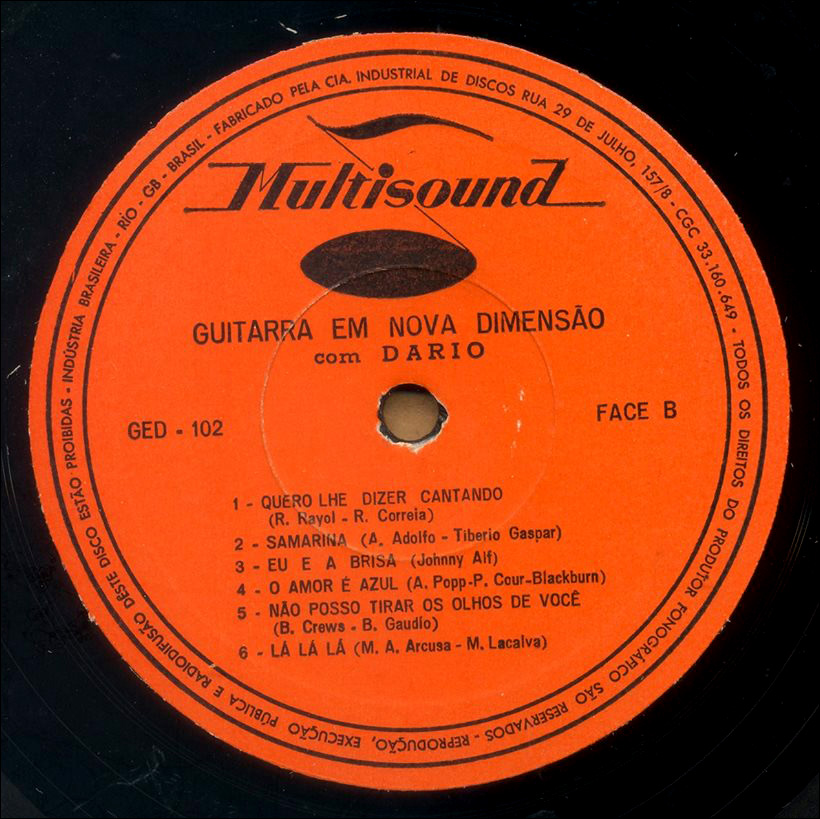 INDÚSTRIA BRASILEIRA - RIO - GB - BRASIL - FABRICADO PELA CIA. INDUSTRIAL DE DISCOS RUA 29 DE JULHO, 157/8 - CGC 33.160.649 - TODOS OS DIREITOS DO PRODUTOR FONOGRÁFICO SÃO RESERVADOS - REPRODUÇÃO, EXECUÇÃO PÚBLICA E RADIODIFUSÃO DÊSTE DISCO ESTÃO PROIBIDAS -
Multisound
GUITARRA EM NOVA DIMENSÃO
com DARIO
GED - 102
FACE B
1 - QUERO LHE DIZER CANTANDO
(R. Rayol - R. Correia)
2 - SAMARINA (A. Adolfo - Tiberio Gaspar)
3 - EU E A BRISA (Johnny Alf)
4 - O AMOR É AZUL (A. Popp-P. Cour-Blackburn)
5 - NÃO POSSO TIRAR OS OLHOS DE VOCÊ
(B. Crews - B. Gaudio)
6 - LÁ LÁ LÁ (M. A. Arcusa - M. Lacalva)